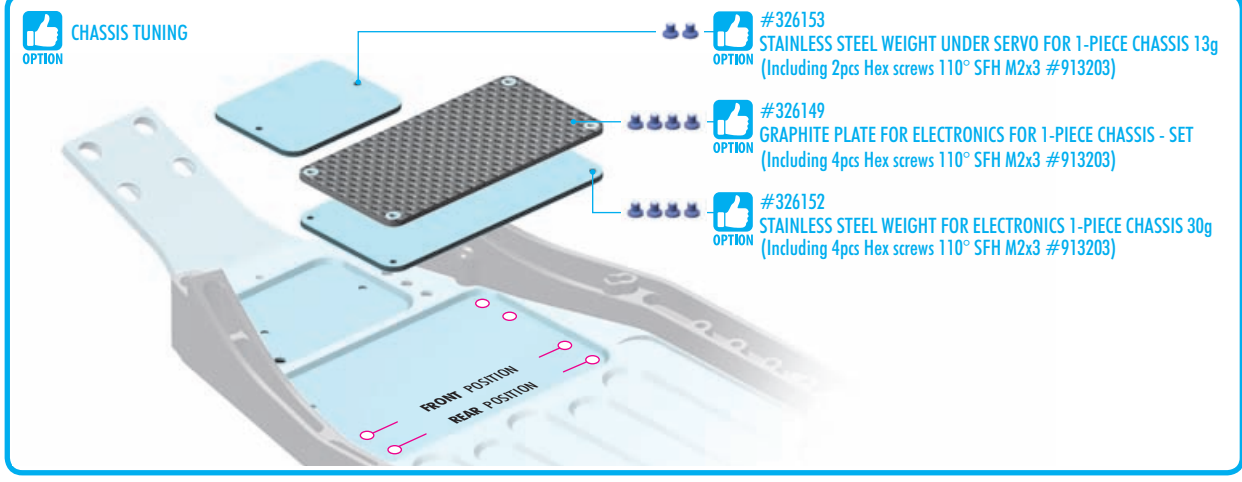 OPTION
CHASSIS TUNING
OPTION
#326153
STAINLESS STEEL WEIGHT UNDER SERVO FOR 1-PIECE CHASSIS 13g
(Including 2pcs Hex screws 110° SFH M2x3 #913203)
OPTION
#326149
GRAPHITE PLATE FOR ELECTRONICS FOR 1-PIECE CHASSIS - SET
(Including 4pcs Hex screws 110° SFH M2x3 #913203)
OPTION
#326152
STAINLESS STEEL WEIGHT FOR ELECTRONICS 1-PIECE CHASSIS 30g
(Including 4pcs Hex screws 110° SFH M2x3 #913203)
FRONT POSITION
REAR POSITION